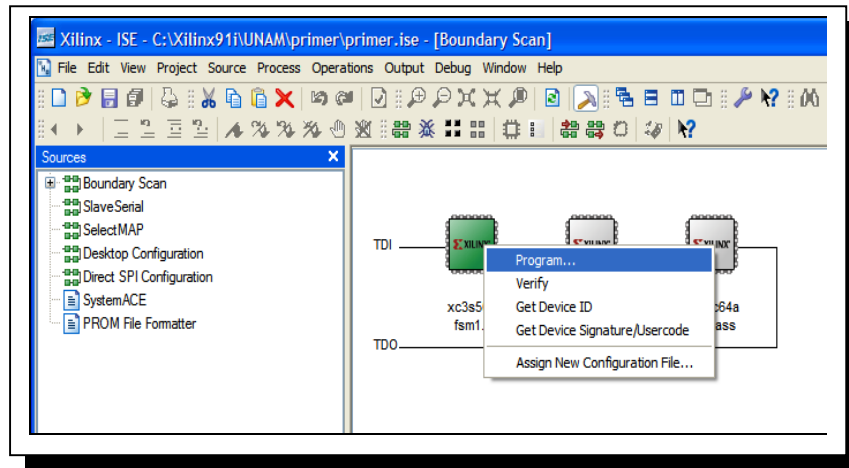 Xilinx - ISE - C:\Xilinx91i\UNAM\primer\primer.ise - [Boundary Scan]
File Edit View Project Source Process Operations Output Debug Window Help
Sources
Boundary Scan
SlaveSerial
SelectMAP
Desktop Configuration
Direct SPI Configuration
SystemACE
PROM File Formatter
TDI
XILINX
Program...
Verify
Get Device ID
Get Device Signature/Usercode
Assign New Configuration File...
TDO